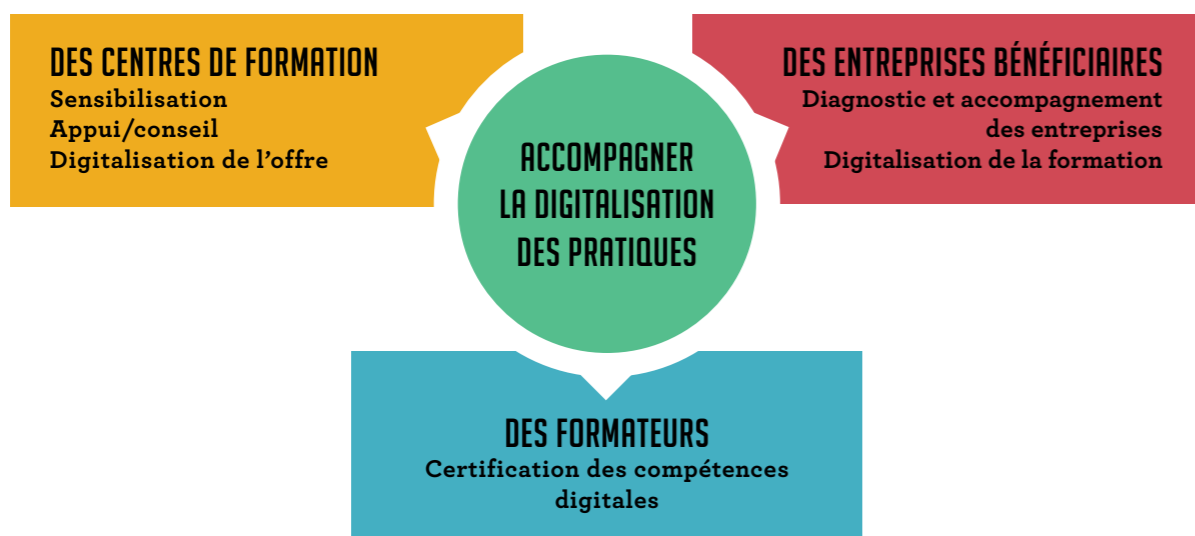 DES CENTRES DE FORMATION
Sensibilisation
Appui/conseil
Digitalisation de l’offre
ACCOMPAGNER
LA DIGITALISATION
DES PRATIQUES
DES ENTREPRISES BÉNÉFICIAIRES
Diagnostic et accompagnement
des entreprises
Digitalisation de la formation
DES FORMATEURS
Certification des compétences
digitales